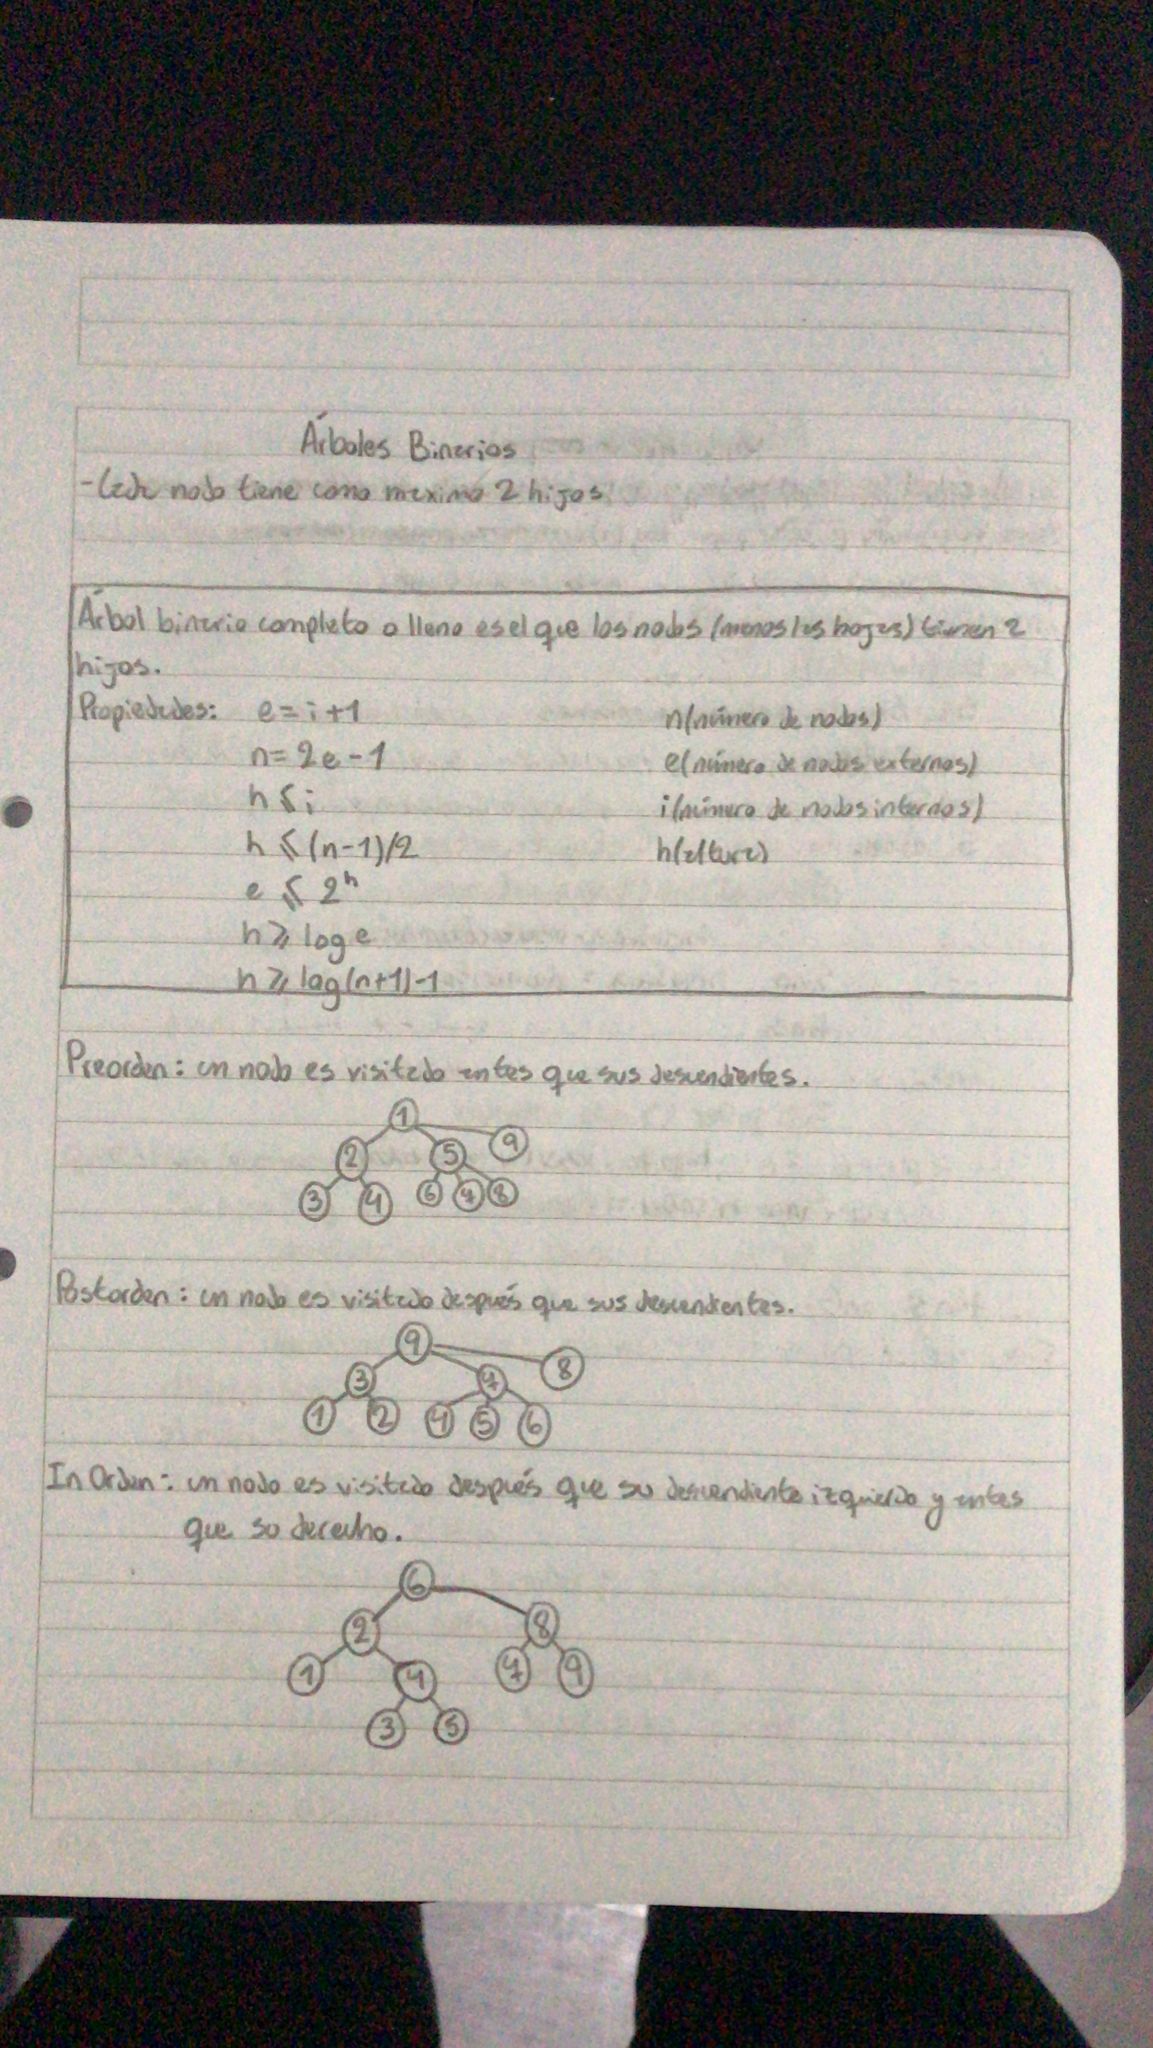 Árboles Binarios
- Cada nodo tiene como maximo 2 hijos
Árbol binario completo o lleno es el que los nodos (menos las hojas) tienen 2
hijos.
Propiedades: e = i + 1 n(número de nodos)
n = 2e - 1 e(número de nodos externos)
h ≤ i i(número de nodos internos)
h ≤ (n-1)/2 h(altura)
e ≤ 2^h
h ≥ log e
h ≥ log(n+1)-1
Preorden: un nodo es visitado antes que sus descendientes.
1
2 5 9
3 4 6 7 8
Postorden: un nodo es visitado después que sus descendientes.
9
3 7 8
1 2 4 5 6
In Orden: un nodo es visitado después que su descendiente izquierdo y antes
que su derecho.
6
2 8
1 4 7 9
3 5